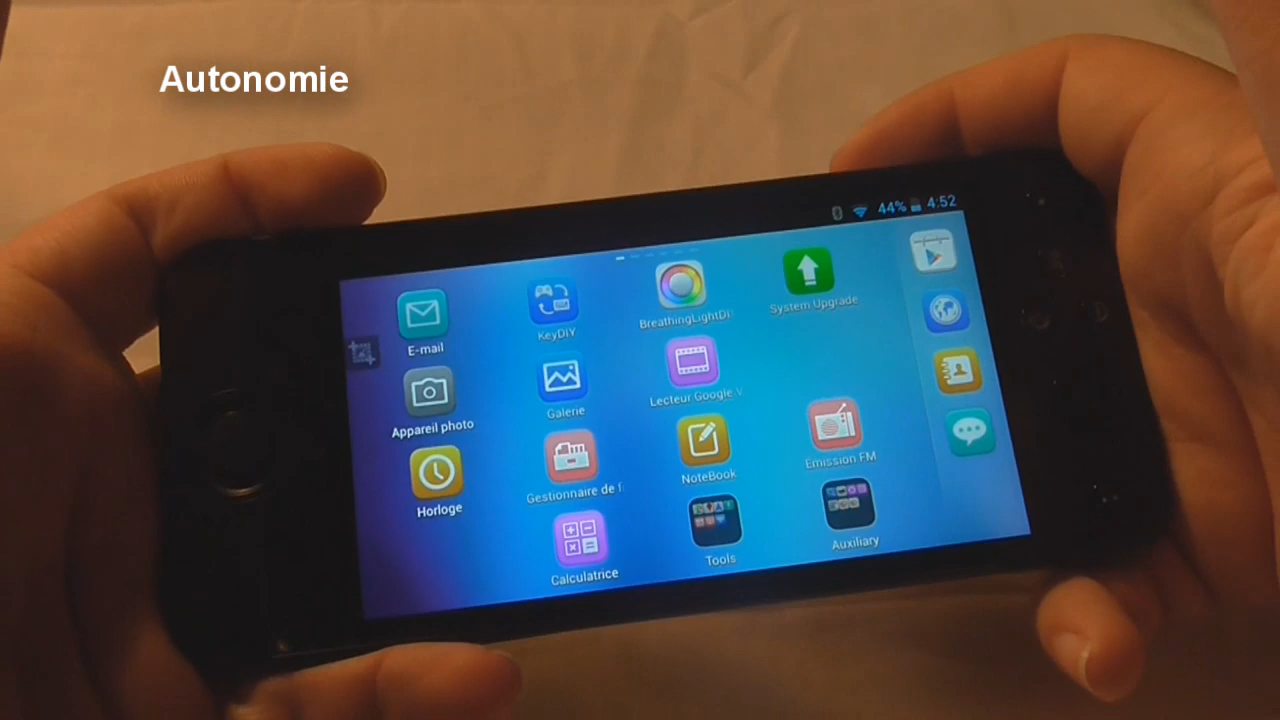 Autonomie
44% 4:52
E-mail
KeyDIY
BreathingLightDI
System Upgrade
Appareil photo
Galerie
Lecteur Google
Horloge
Gestionnaire de f
NoteBook
Emission FM
Calculatrice
Tools
Auxiliary